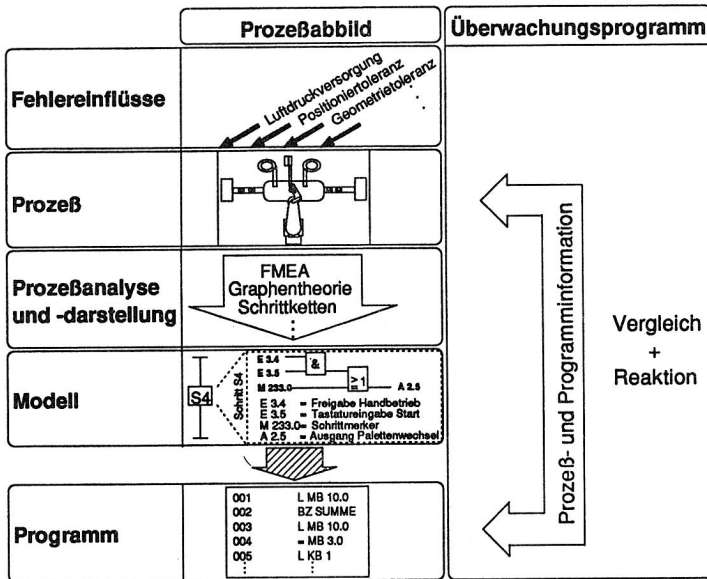 Prozeßabbild
Überwachungsprogramm
Fehlereinflüsse
Luftdruckversorgung
Positioniertoleranz
Geometrietoleranz
Prozeß
Prozeßanalyse
und -darstellung
FMEA
Graphentheorie
Schrittketten
Modell
S4
Schritt S4
E 3.4
&
E 3.5
M 233.0
≥ 1
A 2.5
E 3.4 = Freigabe Handbetrieb
E 3.5 = Tastatureingabe Start
M 233.0= Schrittmerker
A 2.5 = Ausgang Palettenwechsel
Programm
001 L MB 10.0
002 BZ SUMME
003 L MB 10.0
004 = MB 3.0
005 L KB 1
Prozeß- und Programminformation
Vergleich
+
Reaktion